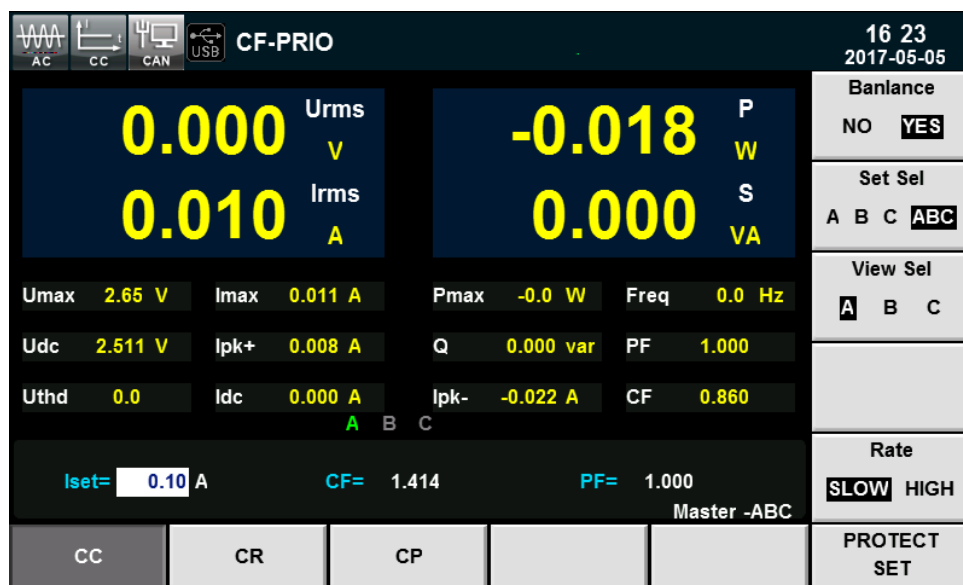 AC CC CAN USB CF-PRIO 16 23
2017-05-05
0.000 Urms V
-0.018 P W
0.010 Irms A
0.000 S VA
Umax 2.65 V Imax 0.011 A Pmax -0.0 W Freq 0.0 Hz
Udc 2.511 V Ipk+ 0.008 A Q 0.000 var PF 1.000
Uthd 0.0 Idc 0.000 A Ipk- -0.022 A CF 0.860
A B C
Iset= 0.10 A CF= 1.414 PF= 1.000
Master -ABC
Banlance
NO YES
Set Sel
A B C ABC
View Sel
A B C
Rate
SLOW HIGH
PROTECT
SET
CC CR CP